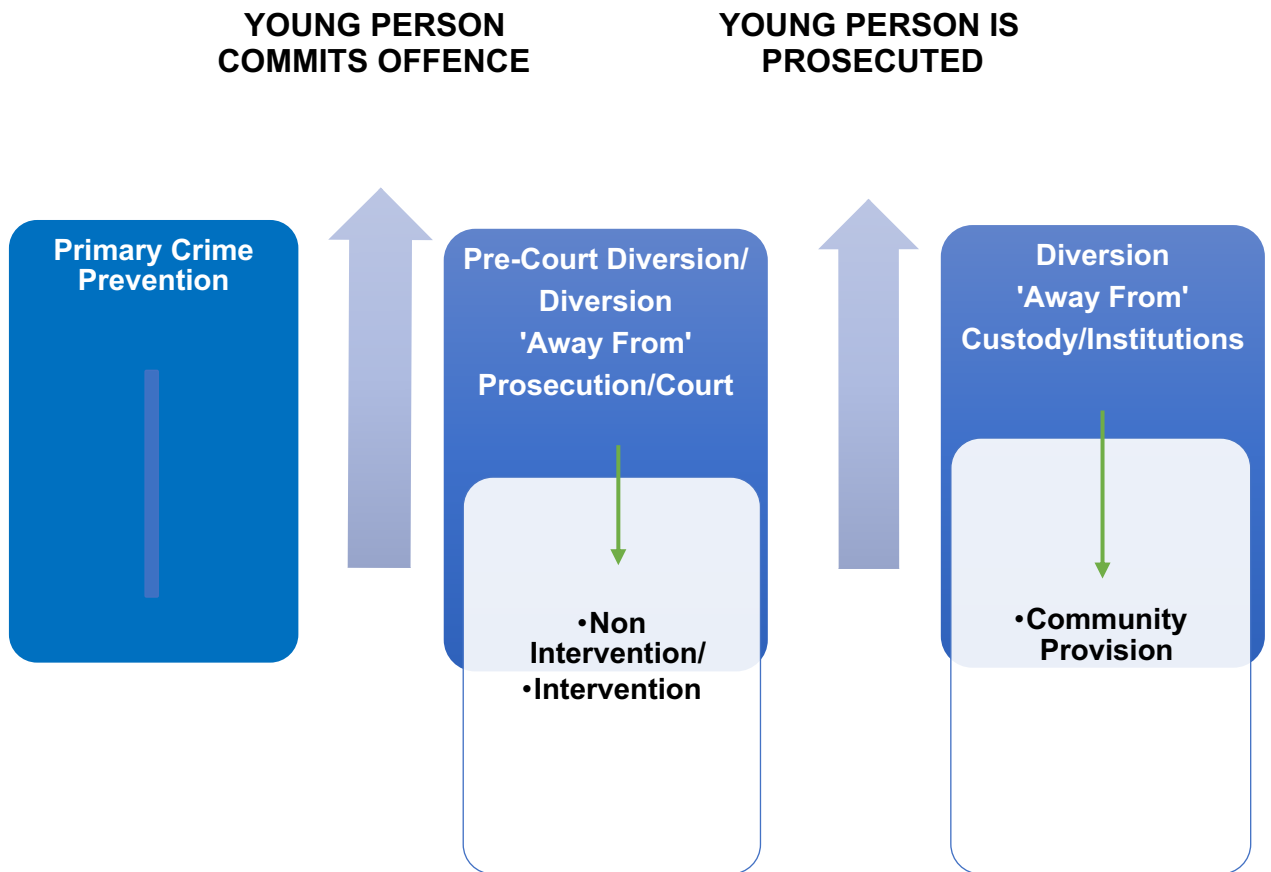 YOUNG PERSON
COMMITS OFFENCE
YOUNG PERSON IS
PROSECUTED
Primary Crime
Prevention
Pre-Court Diversion/
Diversion
'Away From'
Prosecution/Court
•Non
Intervention/
•Intervention
Diversion
'Away From'
Custody/Institutions
•Community
Provision